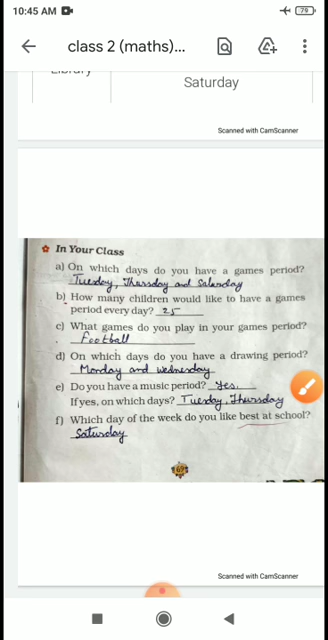 10:45 AM
79
class 2 (maths)...
Library
Saturday
Scanned with CamScanner
In Your Class
a) On which days do you have a games period?
Tuesday, Thursday and Saturday
b) How many children would like to have a games
period every day? 25
c) What games do you play in your games period?
Football
d) On which days do you have a drawing period?
Monday and wednesday
e) Do you have a music period? Yes.
If yes, on which days? Tuesday, Thursday
f) Which day of the week do you like best at school?
Saturday
Scanned with CamScanner